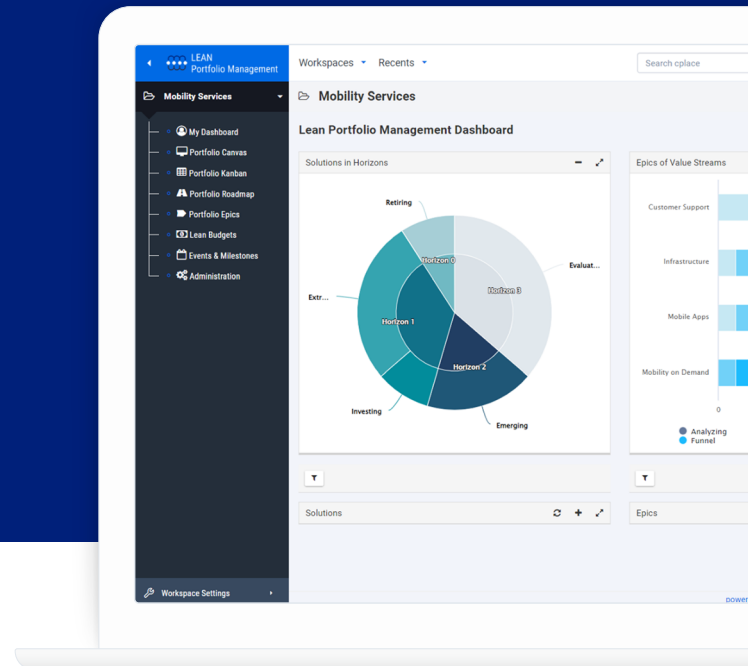 LEAN
Portfolio Management
Workspaces
Recents
Search cplace
Mobility Services
Mobility Services
Lean Portfolio Management Dashboard
My Dashboard
Portfolio Canvas
Portfolio Kanban
Portfolio Roadmap
Portfolio Epics
Lean Budgets
Events & Milestones
Administration
Workspace Settings
Solutions in Horizons
Retiring
Horizon 0
Evaluat...
Horizon 3
Extr...
Horizon 1
Horizon 2
Investing
Emerging
Solutions
Epics of Value Streams
Customer Support
Infrastructure
Mobile Apps
Mobility on Demand
0
Analyzing
Funnel
Epics
power